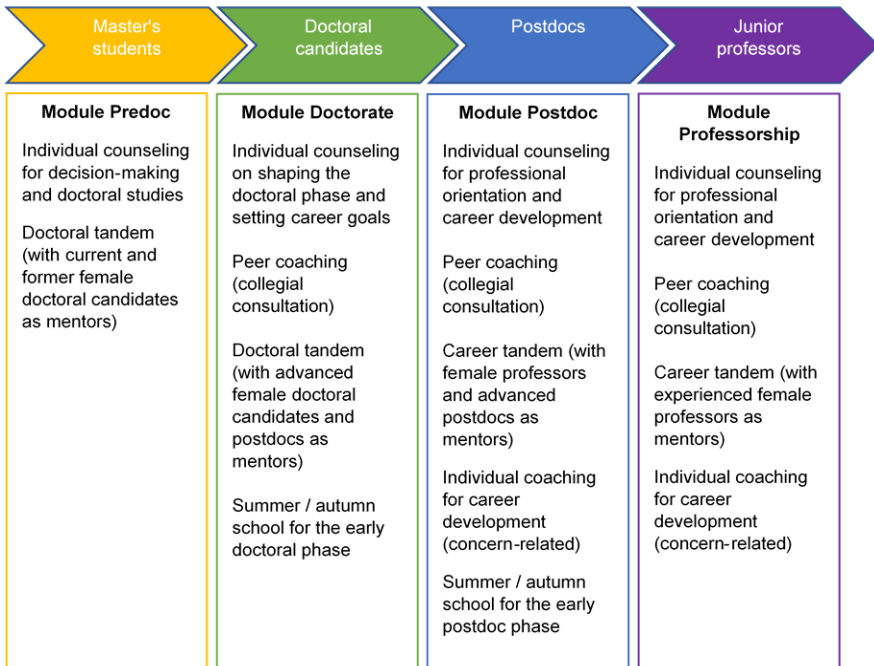 Master's
students
Doctoral
candidates
Postdocs
Junior
professors
Module Predoc
Individual counseling
for decision-making
and doctoral studies
Doctoral tandem
(with current and
former female
doctoral candidates
as mentors)
Module Doctorate
Individual counseling
on shaping the
doctoral phase and
setting career goals
Peer coaching
(collegial
consultation)
Doctoral tandem
(with advanced
female doctoral
candidates and
postdocs as
mentors)
Summer / autumn
school for the early
doctoral phase
Module Postdoc
Individual counseling
for professional
orientation and
career development
Peer coaching
(collegial
consultation)
Career tandem (with
female professors
and advanced
postdocs as
mentors)
Individual coaching
for career
development
(concern-related)
Summer / autumn
school for the early
postdoc phase
Module
Professorship
Individual counseling
for professional
orientation and
career development
Peer coaching
(collegial
consultation)
Career tandem (with
experienced female
professors as
mentors)
Individual coaching
for career
development
(concern-related)